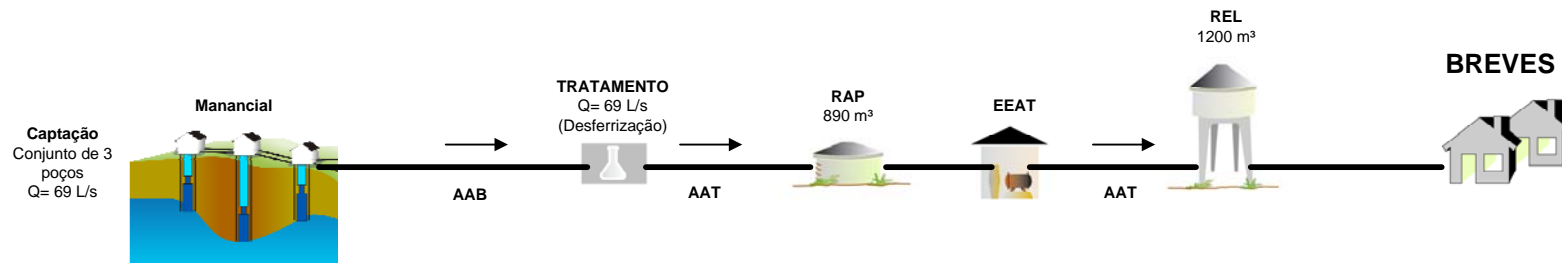 Captação
Conjunto de 3
poços
Q= 69 L/s
Manancial
AAB
TRATAMENTO
Q= 69 L/s
(Desferrização)
AAT
RAP
890 m³
EEAT
AAT
REL
1200 m³
BREVES